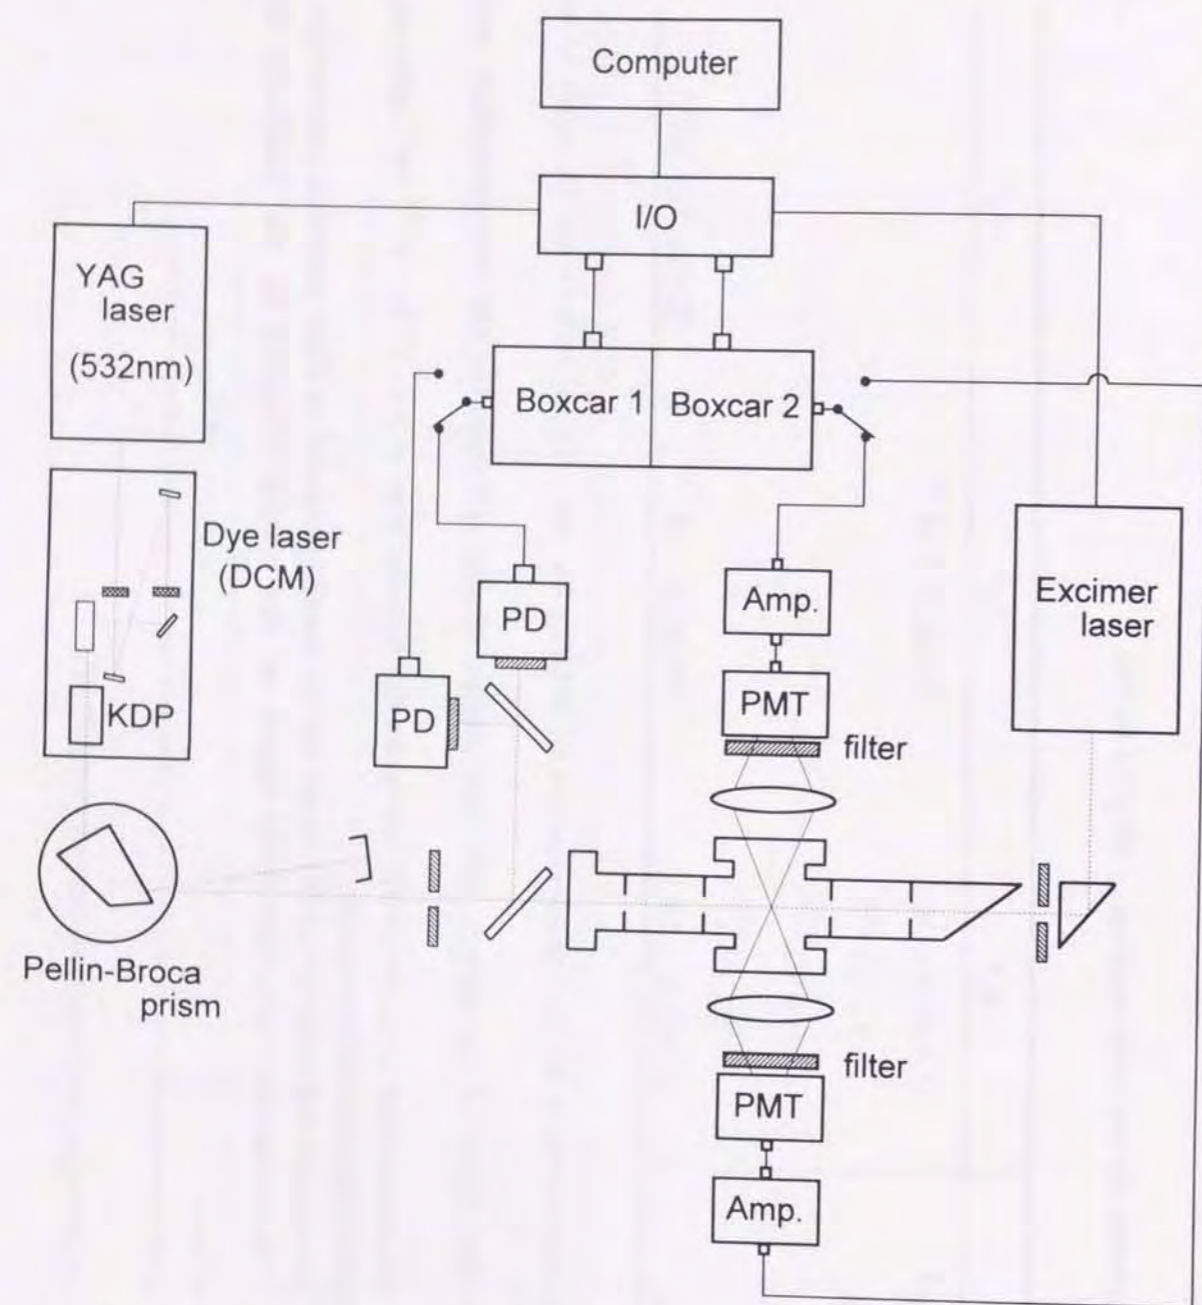 Computer
I/O
YAG
laser
(532nm)
Boxcar 1
Boxcar 2
Dye laser
(DCM)
KDP
PD
PD
Amp.
PMT
filter
Excimer
laser
Pellin-Broca
prism
filter
PMT
Amp.